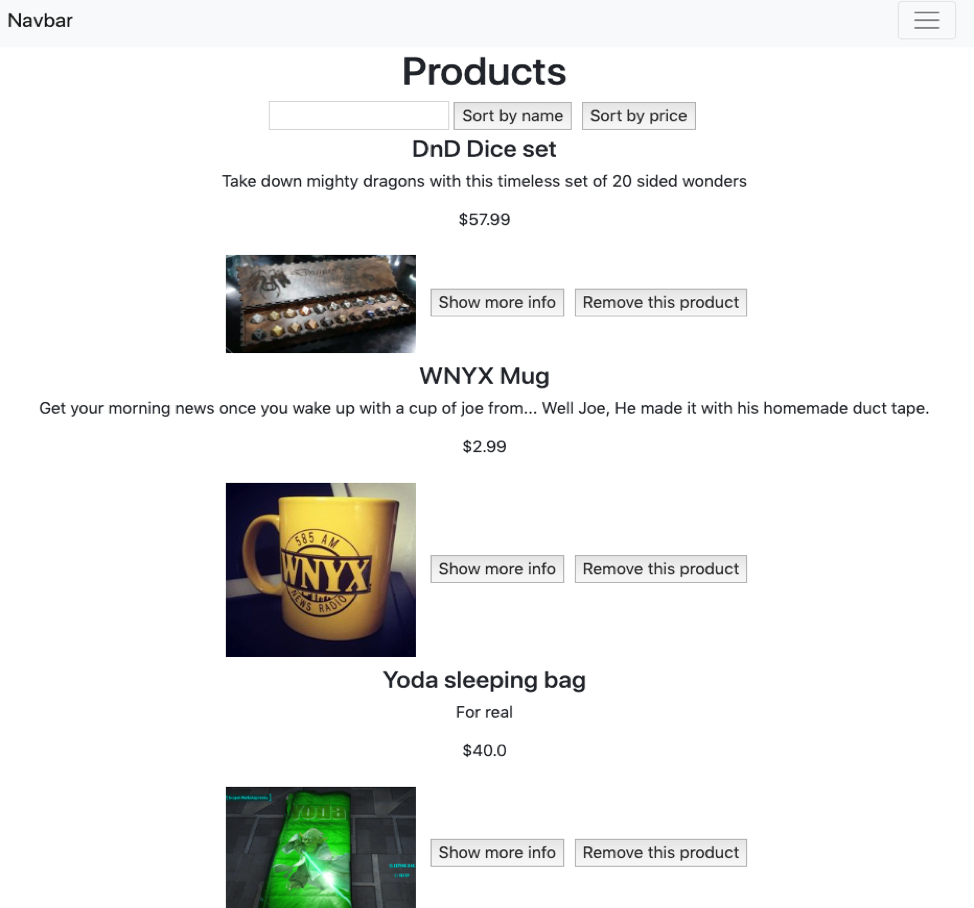 Navbar
Products
Sort by name Sort by price
DnD Dice set
Take down mighty dragons with this timeless set of 20 sided wonders
$57.99
Show more info Remove this product
WNYX Mug
Get your morning news once you wake up with a cup of joe from... Well Joe, He made it with his homemade duct tape.
$2.99
585 AM
WNYX
NEWS RADIO
Show more info Remove this product
Yoda sleeping bag
For real
$40.0
YODA
Show more info Remove this product